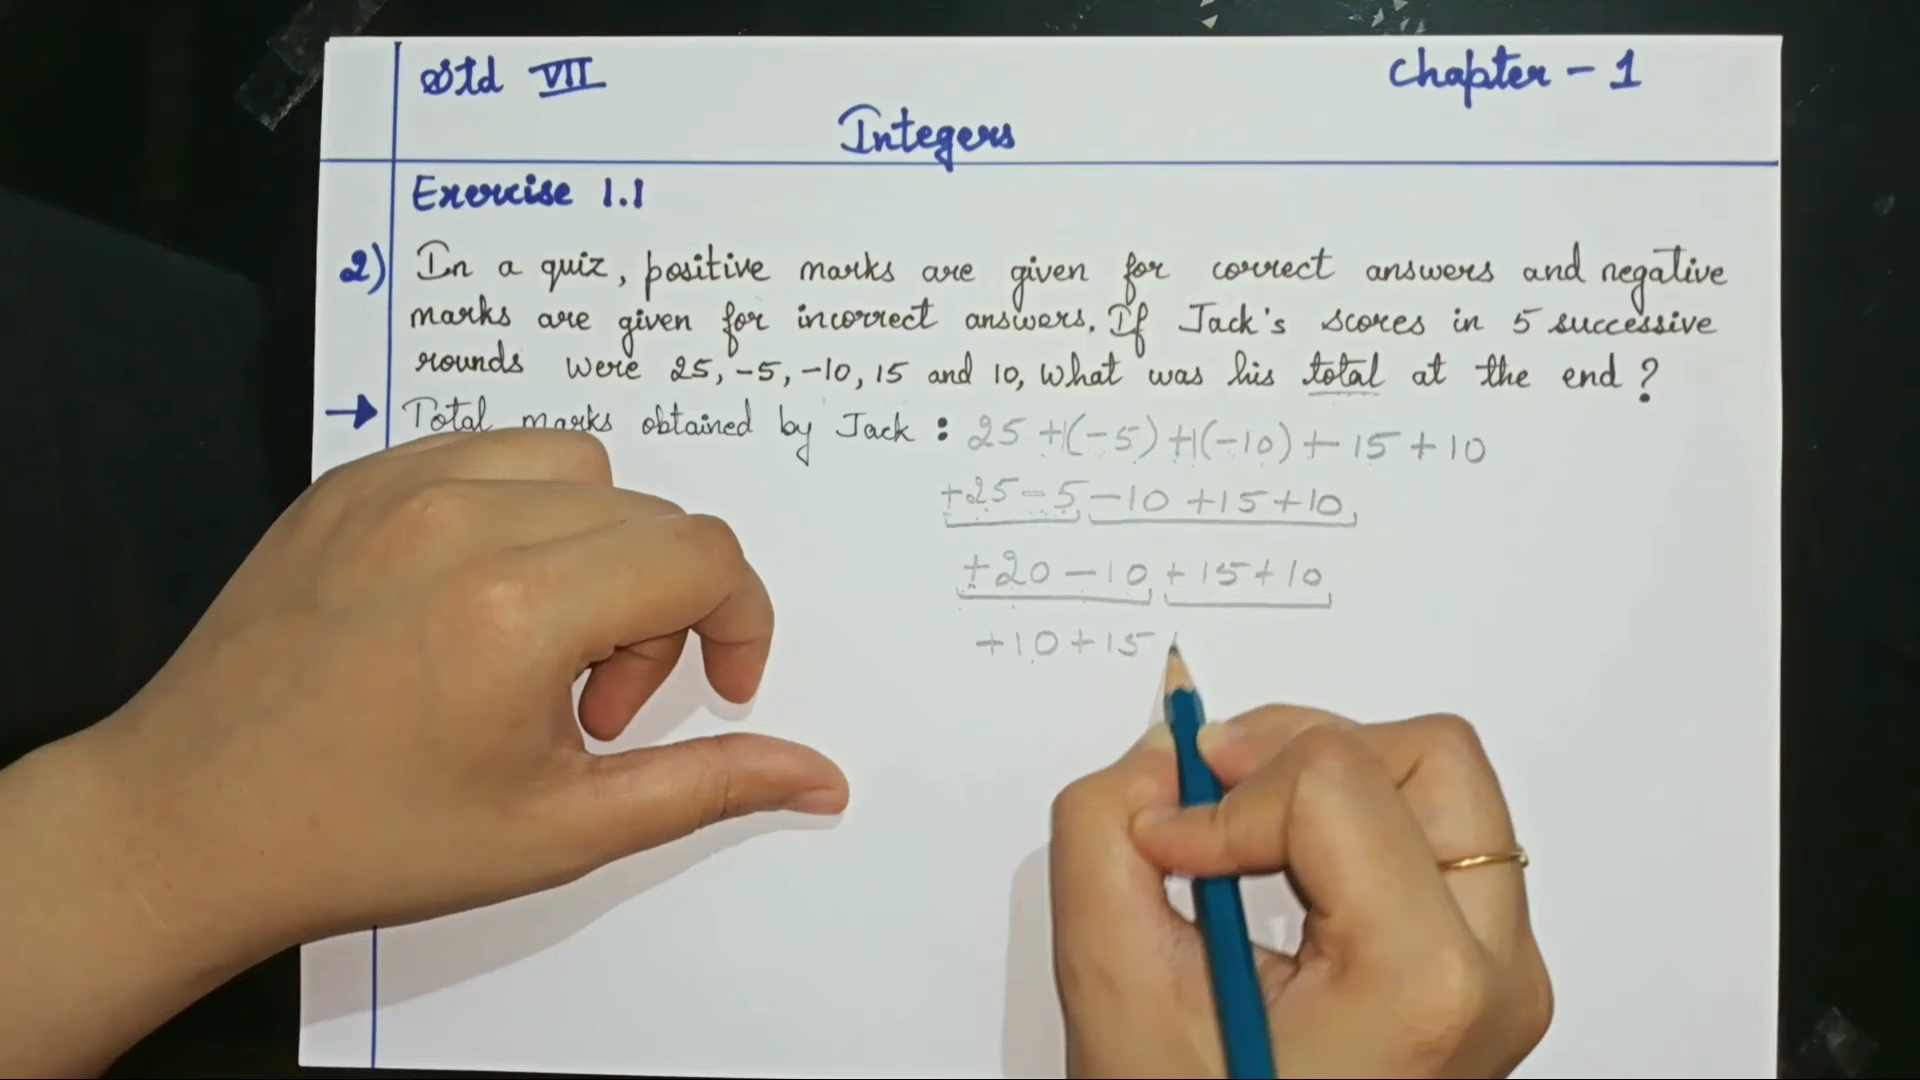 Std VII
Chapter - 1
Integers
Exercise 1.1
2) In a quiz, positive marks are given for correct answers and negative
marks are given for incorrect answers. If Jack's scores in 5 successive
rounds were 25, -5, -10, 15 and 10, what was his total at the end?
→ Total marks obtained by Jack : 25 + (-5) + (-10) + 15 + 10
+25 - 5 - 10 + 15 + 10
+20 - 10 + 15 + 10
+10 + 15